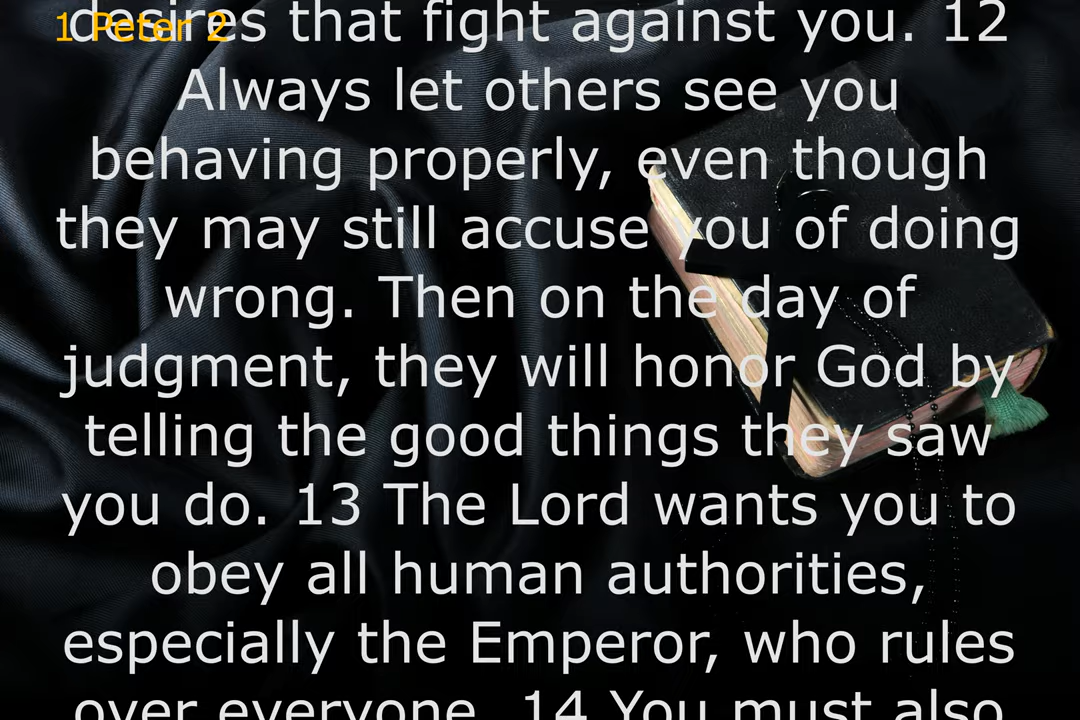 1 Peter 2
desires that fight against you. 12
Always let others see you
behaving properly, even though
they may still accuse you of doing
wrong. Then on the day of
judgment, they will honor God by
telling the good things they saw
you do. 13 The Lord wants you to
obey all human authorities,
especially the Emperor, who rules
over everyone. 14 You must also